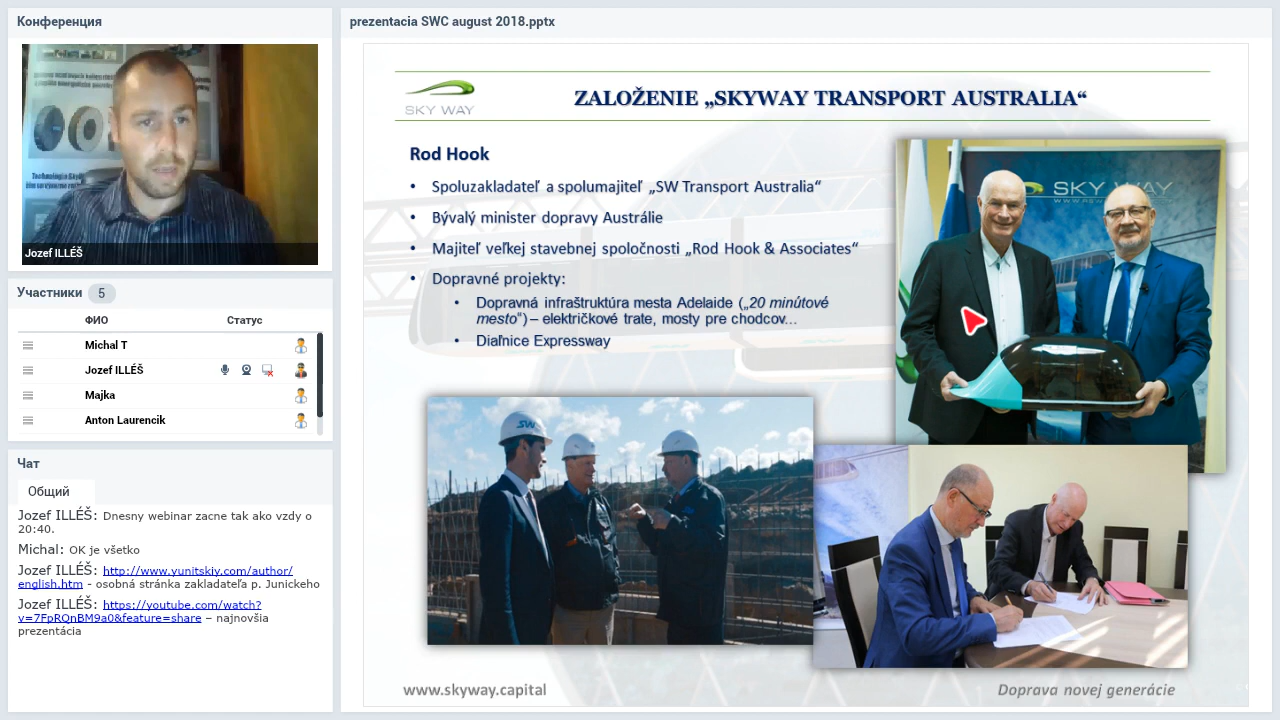 Конференция
Jozef ILLÉŠ
Участники 5
ФИО Статус
Michal T
Jozef ILLÉŠ
Majka
Anton Laurencik
Чат
Общий
Jozef ILLÉŠ: Dnesny webinar zacne tak ako vzdy o
20:40.
Michal: OK je všetko
Jozef ILLÉŠ: http://www.yunitskiy.com/author/
english.htm - osobná stránka zakladateľa p. Junickeho
Jozef ILLÉŠ: https://youtube.com/watch?
v=7FpRQnBM9a0&feature=share – najnovšia
prezentácia
prezentacia SWC august 2018.pptx
SKY WAY
ZALOŽENIE „SKYWAY TRANSPORT AUSTRALIA“
Rod Hook
• Spoluzakladateľ a spolumajiteľ „SW Transport Australia“
• Bývalý minister dopravy Austrálie
• Majiteľ veľkej stavebnej spoločnosti „Rod Hook & Associates“
• Dopravné projekty:
• Dopravná infraštruktúra mesta Adelaide („20 minútové
mesto“) – električkové trate, mosty pre chodcov...
• Diaľnice Expressway
SKY WAY
SW
www.skyway.capital
Doprava novej generácie